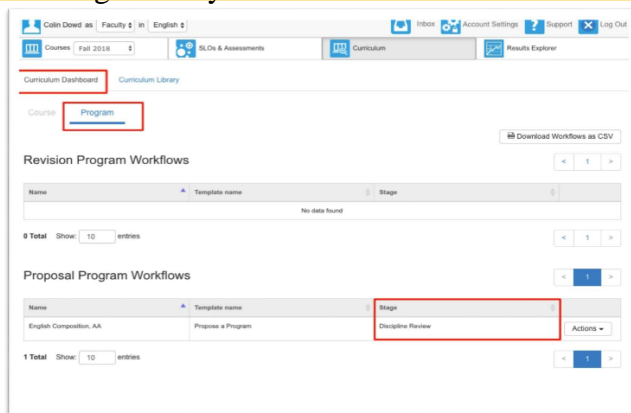 Colin Dowd as Faculty in English Inbox Account Settings Support Log Out
Courses Fall 2018 SLOs & Assessments Curriculum Results Explorer
Curriculum Dashboard Curriculum Library
Course Program
Download Workflows as CSV
Revision Program Workflows < 1 >
Name Template name Stage
No data found
0 Total Show: 10 entries < 1 >
Proposal Program Workflows < 1 >
Name Template name Stage
English Composition, AA Propose a Program Discipline Review Actions
1 Total Show: 10 entries < 1 >